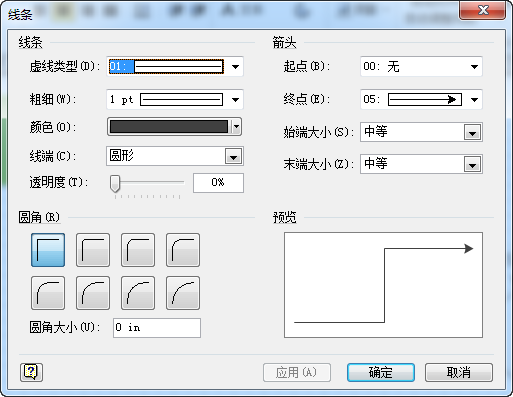 线条
线条
虚线类型(D): 01:
粗细(W): 1 pt
颜色(O):
线端(C): 圆形
透明度(T): 0%
箭头
起点(B): 00: 无
终点(E): 05:
始端大小(S): 中等
末端大小(Z): 中等
圆角(R)
圆角大小(U): 0 in
预览
应用(A) 确定 取消